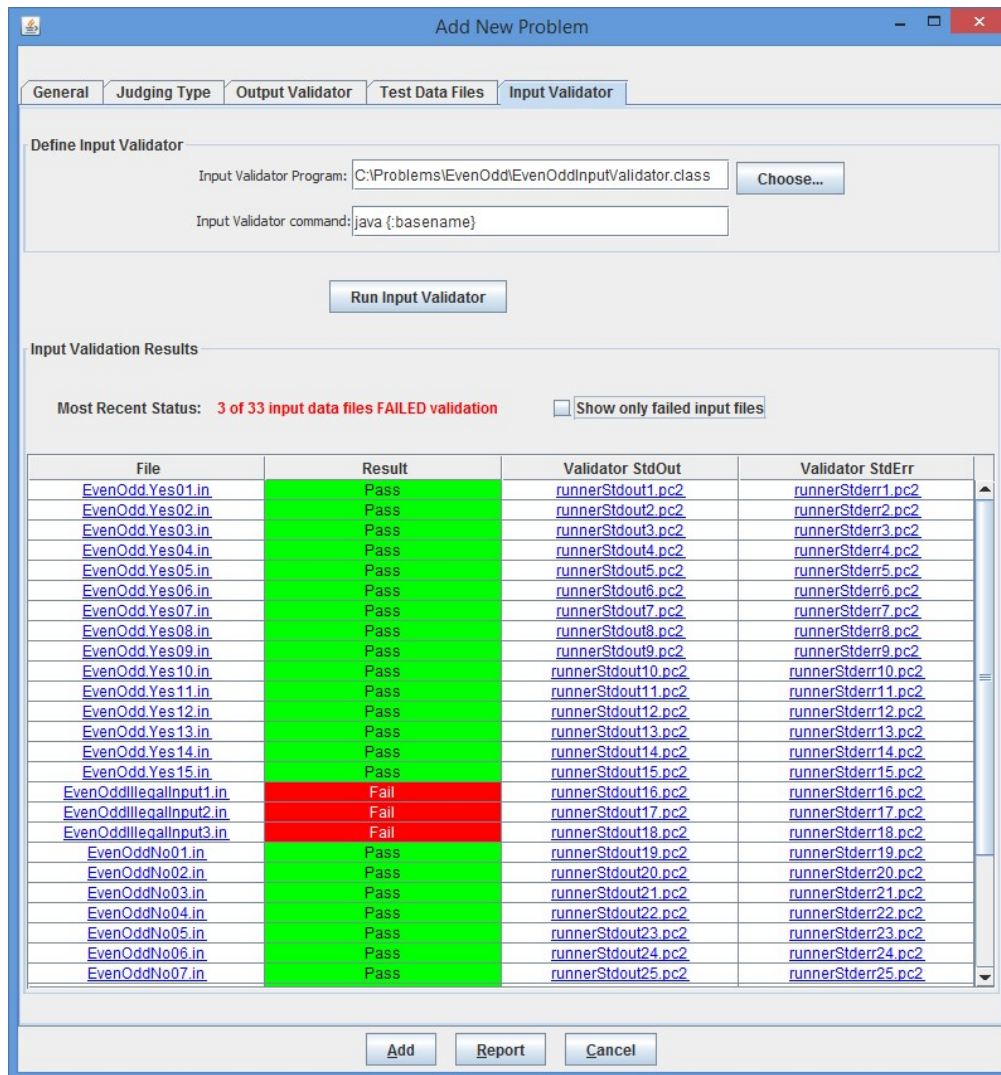 Add New Problem
General Judging Type Output Validator Test Data Files Input Validator
Define Input Validator
Input Validator Program: C:\Problems\EvenOdd\EvenOddInputValidator.class Choose...
Input Validator command: java {:basename}
Run Input Validator
Input Validation Results
Most Recent Status: 3 of 33 input data files FAILED validation Show only failed input files
File Result Validator StdOut Validator StdErr
EvenOdd.Yes01.in Pass runnerStdout1.pc2 runnerStderr1.pc2
EvenOdd.Yes02.in Pass runnerStdout2.pc2 runnerStderr2.pc2
EvenOdd.Yes03.in Pass runnerStdout3.pc2 runnerStderr3.pc2
EvenOdd.Yes04.in Pass runnerStdout4.pc2 runnerStderr4.pc2
EvenOdd.Yes05.in Pass runnerStdout5.pc2 runnerStderr5.pc2
EvenOdd.Yes06.in Pass runnerStdout6.pc2 runnerStderr6.pc2
EvenOdd.Yes07.in Pass runnerStdout7.pc2 runnerStderr7.pc2
EvenOdd.Yes08.in Pass runnerStdout8.pc2 runnerStderr8.pc2
EvenOdd.Yes09.in Pass runnerStdout9.pc2 runnerStderr9.pc2
EvenOdd.Yes10.in Pass runnerStdout10.pc2 runnerStderr10.pc2
EvenOdd.Yes11.in Pass runnerStdout11.pc2 runnerStderr11.pc2
EvenOdd.Yes12.in Pass runnerStdout12.pc2 runnerStderr12.pc2
EvenOdd.Yes13.in Pass runnerStdout13.pc2 runnerStderr13.pc2
EvenOdd.Yes14.in Pass runnerStdout14.pc2 runnerStderr14.pc2
EvenOdd.Yes15.in Pass runnerStdout15.pc2 runnerStderr15.pc2
EvenOddIllegalInput1.in Fail runnerStdout16.pc2 runnerStderr16.pc2
EvenOddIllegalInput2.in Fail runnerStdout17.pc2 runnerStderr17.pc2
EvenOddIllegalInput3.in Fail runnerStdout18.pc2 runnerStderr18.pc2
EvenOddNo01.in Pass runnerStdout19.pc2 runnerStderr19.pc2
EvenOddNo02.in Pass runnerStdout20.pc2 runnerStderr20.pc2
EvenOddNo03.in Pass runnerStdout21.pc2 runnerStderr21.pc2
EvenOddNo04.in Pass runnerStdout22.pc2 runnerStderr22.pc2
EvenOddNo05.in Pass runnerStdout23.pc2 runnerStderr23.pc2
EvenOddNo06.in Pass runnerStdout24.pc2 runnerStderr24.pc2
EvenOddNo07.in Pass runnerStdout25.pc2 runnerStderr25.pc2
Add Report Cancel